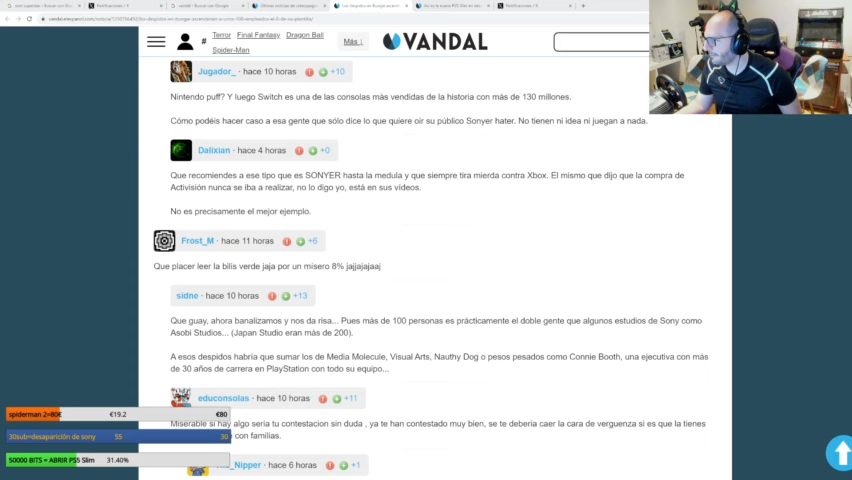 vandal - Buscar con Google
Notificaciones / X
Terror Final Fantasy Dragon Ball
# Más ↓
Spider-Man
VANDAL
Jugador_ · hace 10 horas +10
Nintendo puff? Y luego Switch es una de las consolas más vendidas de la historia con más de 130 millones.
Cómo podéis hacer caso a esa gente que sólo dice lo que quiere oir su público Sonyer hater. No tienen ni idea ni juegan a nada.
Dalixian · hace 4 horas +0
Que recomiendes a ese tipo que es SONYER hasta la medula y que siempre tira mierda contra Xbox. El mismo que dijo que la compra de
Activisión nunca se iba a realizar, no lo digo yo, está en sus vídeos.
No es precisamente el mejor ejemplo.
Frost_M · hace 11 horas +6
Que placer leer la bilis verde jaja por un misero 8% jajjajajaaj
sidne · hace 10 horas +13
Que guay, ahora banalizamos y nos da risa... Pues más de 100 personas es prácticamente el doble gente que algunos estudios de Sony como
Asobi Studios... (Japan Studio eran más de 200).
A esos despidos habría que sumar los de Media Molecule, Visual Arts, Nauthy Dog o pesos pesados como Connie Booth, una ejecutiva con más
de 30 años de carrera en PlayStation con todo su equipo...
educonsolas · hace 10 horas +11
Miserable si hay algo seria tu contestacion sin duda , ya te han contestado muy bien, se te deberia caer la cara de verguenza si es que la tienes
con familias.
_Nipper · hace 6 horas +1
spiderman 2=80€ €19.2 €80
30sub=desaparición de sony 55 30
50000 BITS = ABRIR PS5 Slim 31.40%